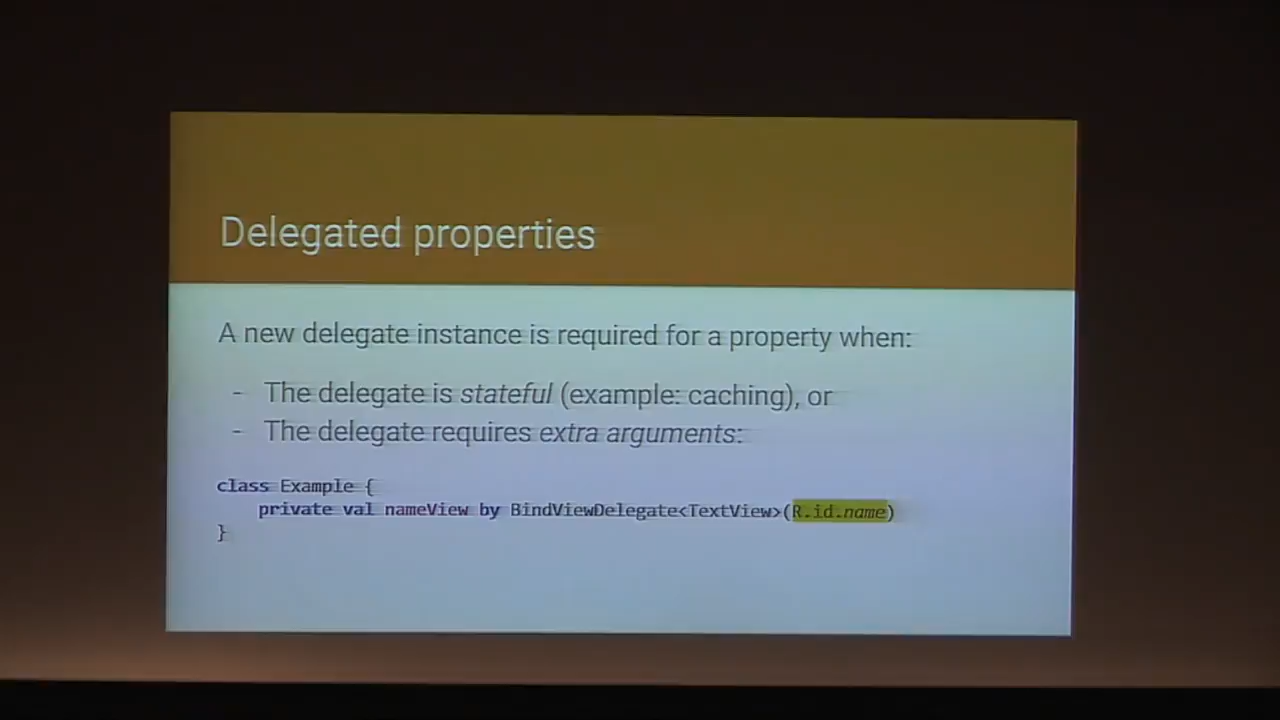 Delegated properties
A new delegate instance is required for a property when:
- The delegate is stateful (example: caching), or
- The delegate requires extra arguments:
class Example {
    private val nameView by BindViewDelegate<TextView>(R.id.name)
}